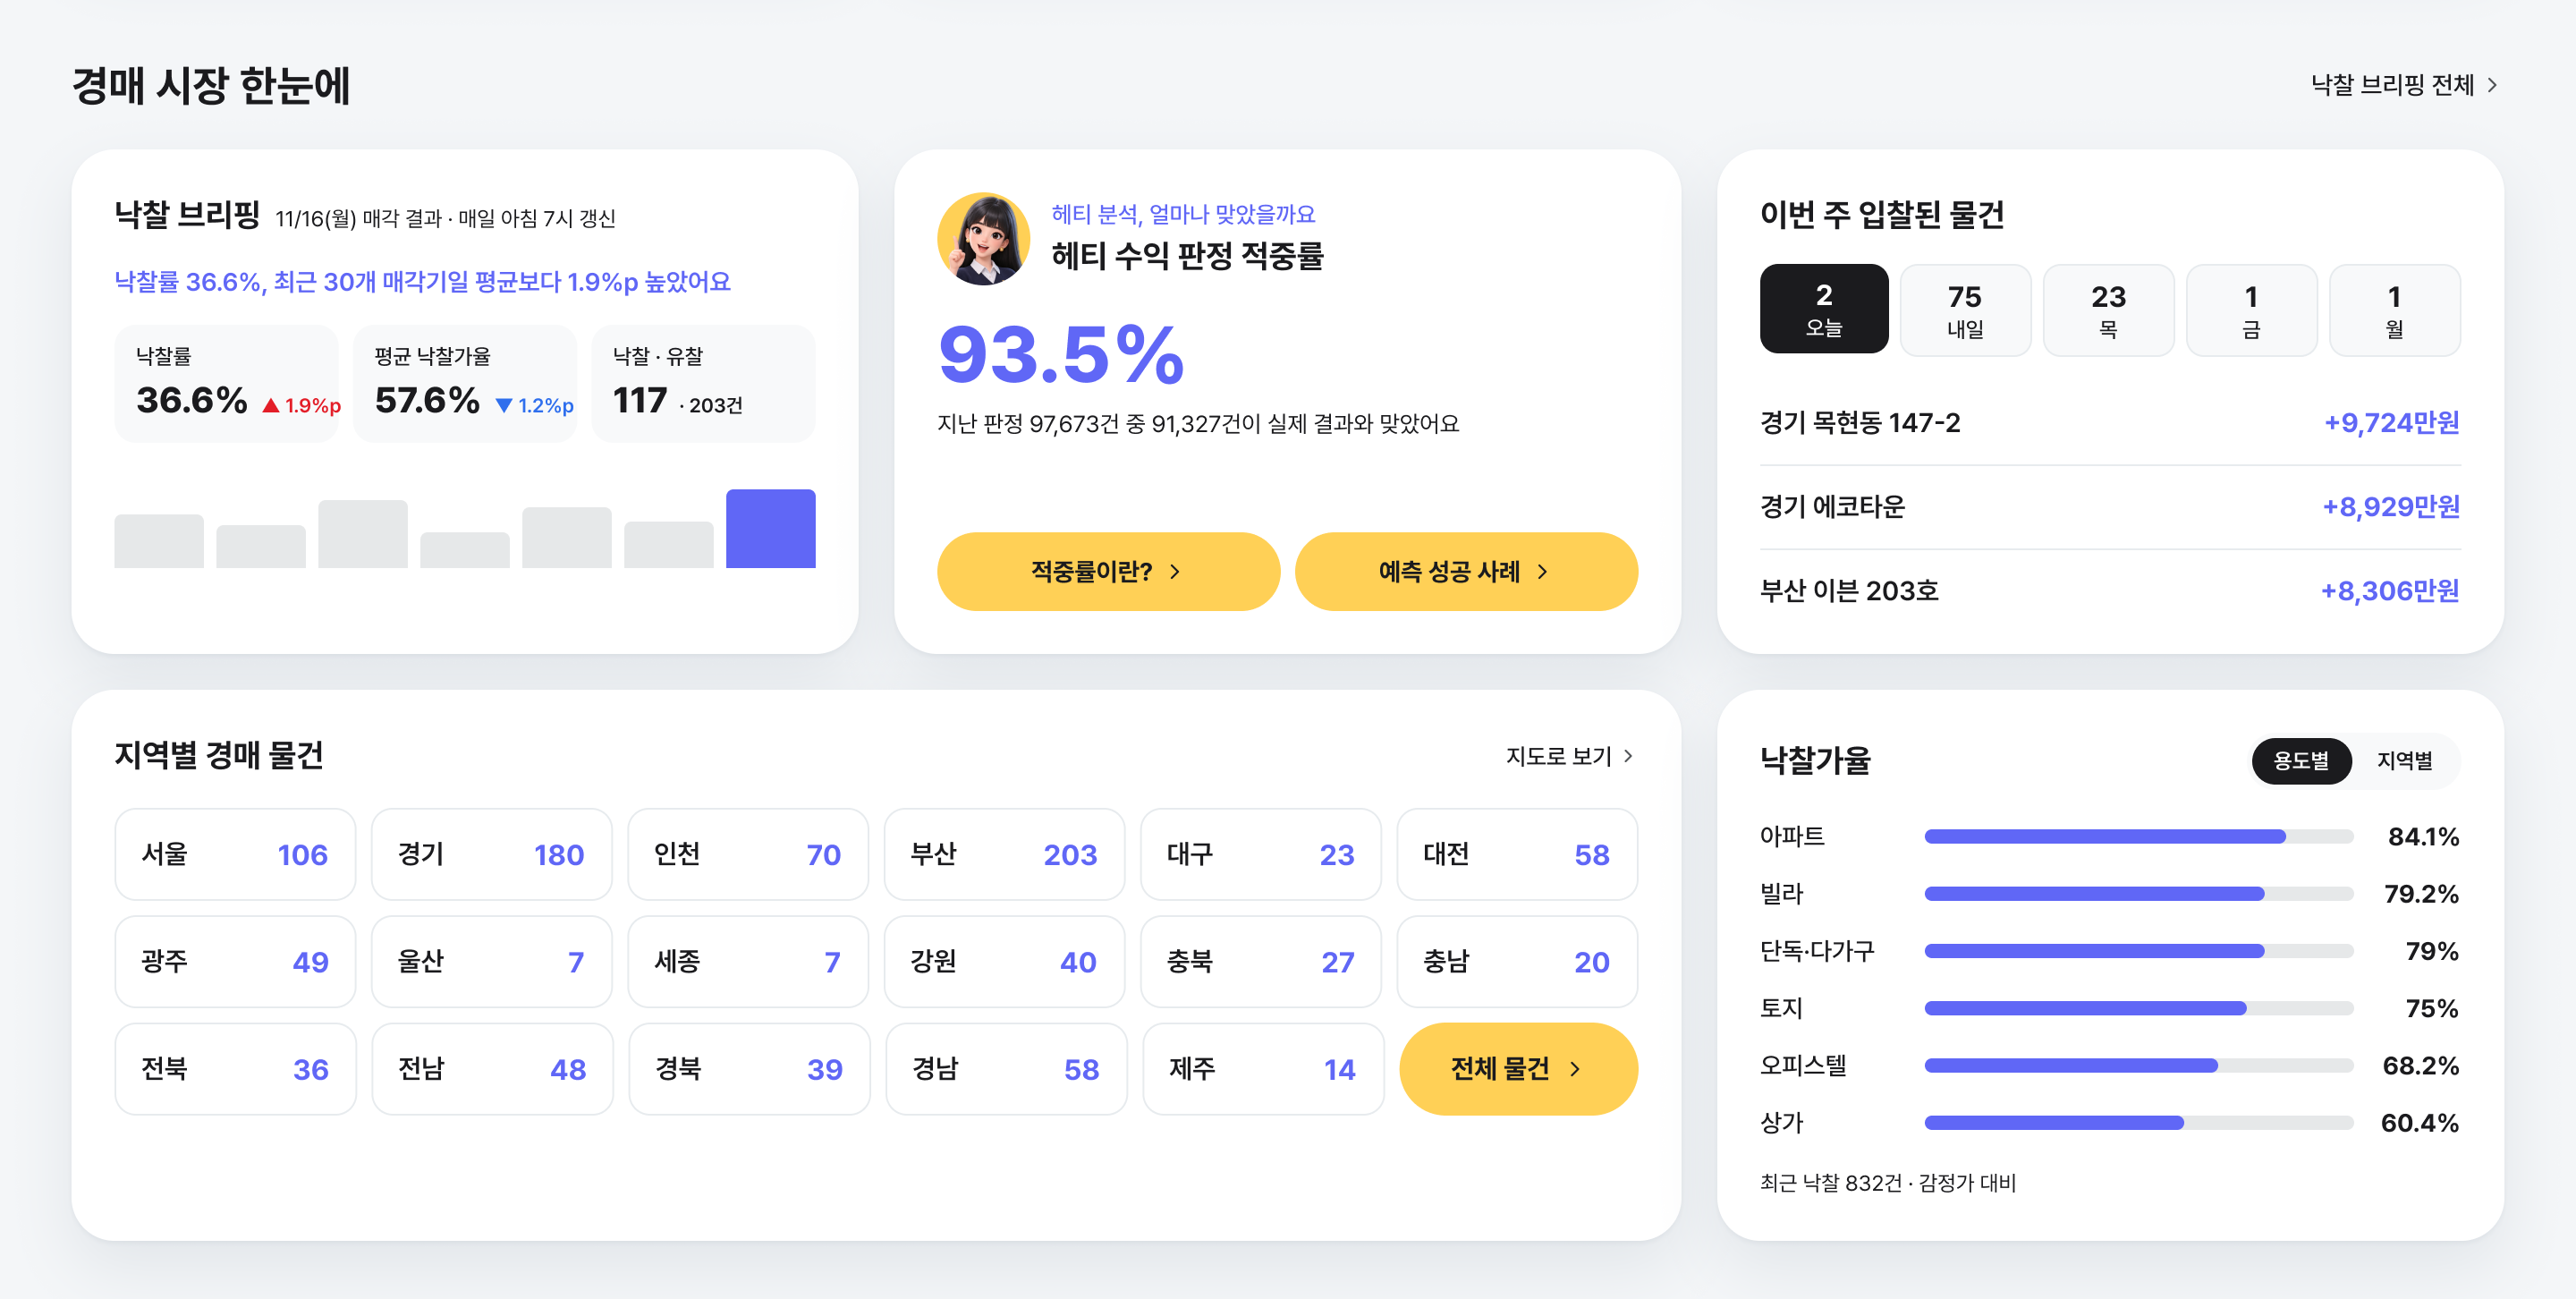 경매 시장 한눈에
낙찰 브리핑 전체
낙찰 브리핑 11/16(월) 매각 결과 · 매일 아침 7시 갱신
낙찰률 36.6%, 최근 30개 매각기일 평균보다 1.9%p 높았어요
낙찰률
36.6% ▲ 1.9%p
평균 낙찰가율
57.6% ▼ 1.2%p
낙찰 · 유찰
117 · 203건
헤티 분석, 얼마나 맞았을까요
헤티 수익 판정 적중률
93.5%
지난 판정 97,673건 중 91,327건이 실제 결과와 맞았어요
적중률이란?
예측 성공 사례
이번 주 입찰된 물건
2 오늘
75 내일
23 목
1 금
1 월
경기 목현동 147-2 +9,724만원
경기 에코타운 +8,929만원
부산 이븐 203호 +8,306만원
지역별 경매 물건
지도로 보기
서울 106
경기 180
인천 70
부산 203
대구 23
대전 58
광주 49
울산 7
세종 7
강원 40
충북 27
충남 20
전북 36
전남 48
경북 39
경남 58
제주 14
전체 물건
낙찰가율
용도별 지역별
아파트 84.1%
빌라 79.2%
단독·다가구 79%
토지 75%
오피스텔 68.2%
상가 60.4%
최근 낙찰 832건 · 감정가 대비